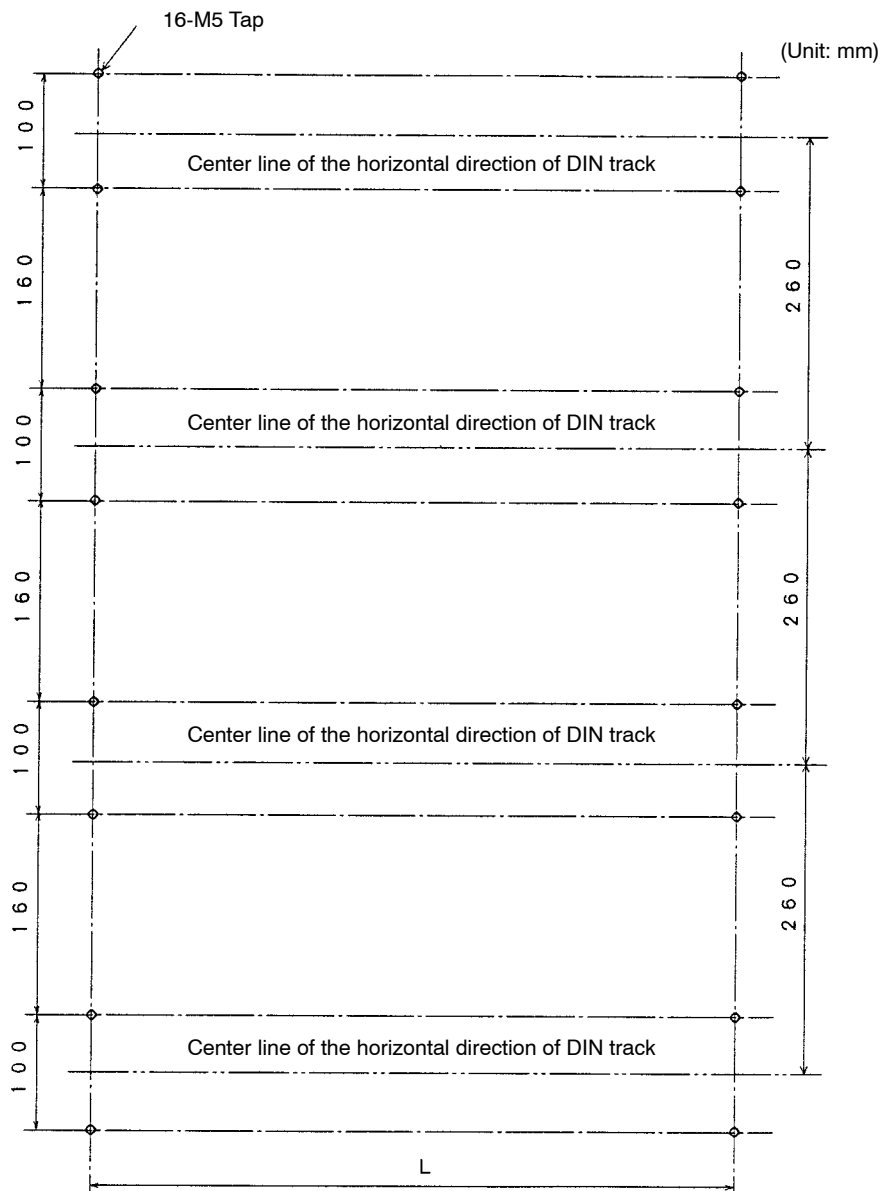 16-M5 Tap
(Unit: mm)
100
Center line of the horizontal direction of DIN track
160
260
100
Center line of the horizontal direction of DIN track
160
260
100
Center line of the horizontal direction of DIN track
160
260
100
Center line of the horizontal direction of DIN track
L